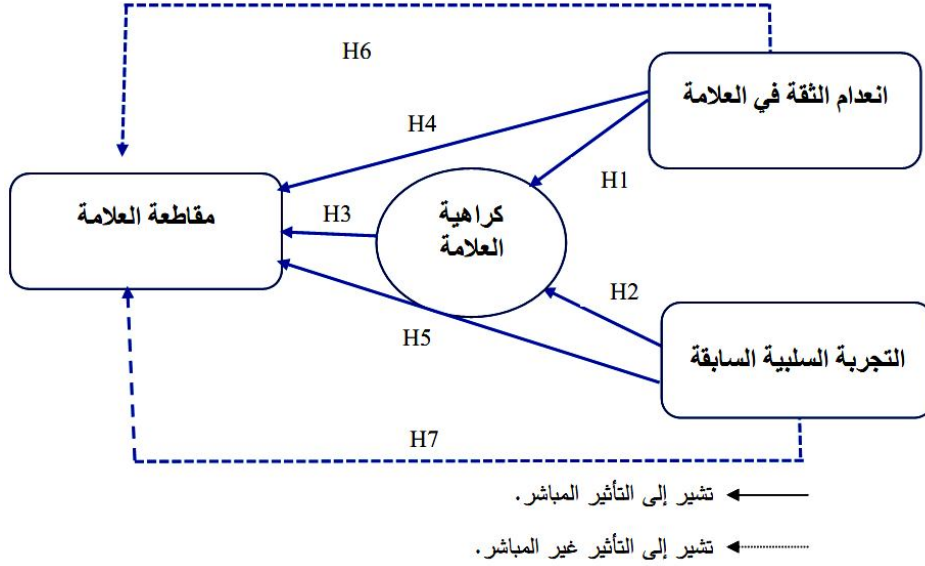 H6
انعدام الثقة في العلامة
H4
H1
كراهية
العلامة
H3
مقاطعة العلامة
H2
H5
التجربة السلبية السابقة
H7
تشير إلى التأثير المباشر.
تشير إلى التأثير غير المباشر.